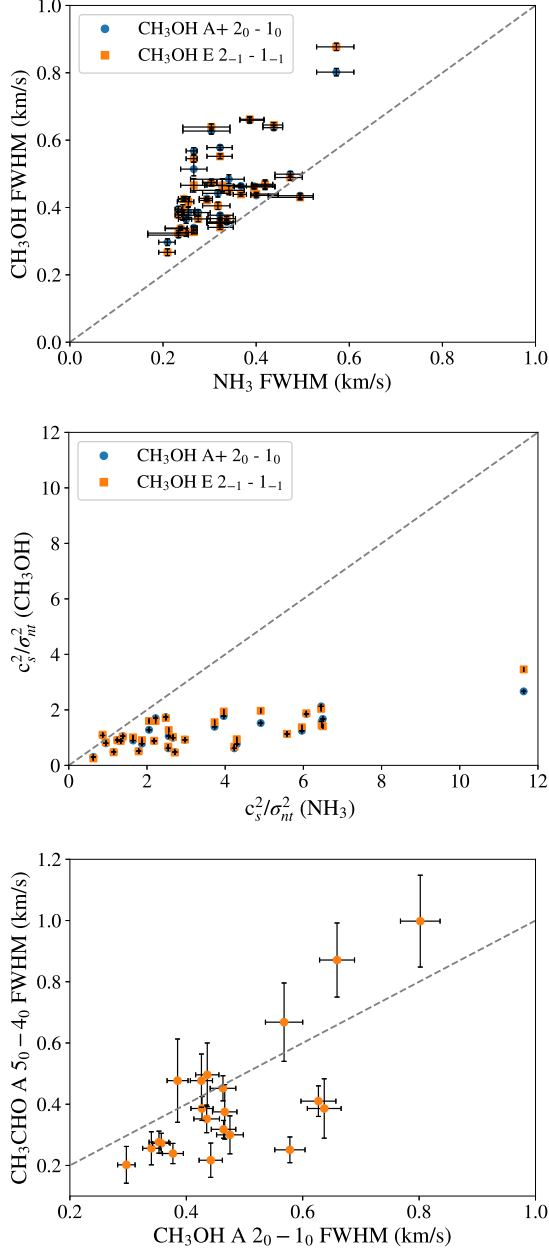 1.0
0.8
0.6
0.4
0.2
0.0
CH₃OH FWHM (km/s)
CH₃OH A+ 2₀ - 1₀
CH₃OH E 2₋₁ - 1₋₁
0.0 0.2 0.4 0.6 0.8 1.0
NH₃ FWHM (km/s)
12
10
8
6
4
2
0
c²ₛ/σ²ₙₜ (CH₃OH)
CH₃OH A+ 2₀ - 1₀
CH₃OH E 2₋₁ - 1₋₁
0 2 4 6 8 10 12
c²ₛ/σ²ₙₜ (NH₃)
1.2
1.0
0.8
0.6
0.4
0.2
CH₃CHO A 5₀ − 4₀ FWHM (km/s)
0.2 0.4 0.6 0.8 1.0
CH₃OH A 2₀ − 1₀ FWHM (km/s)